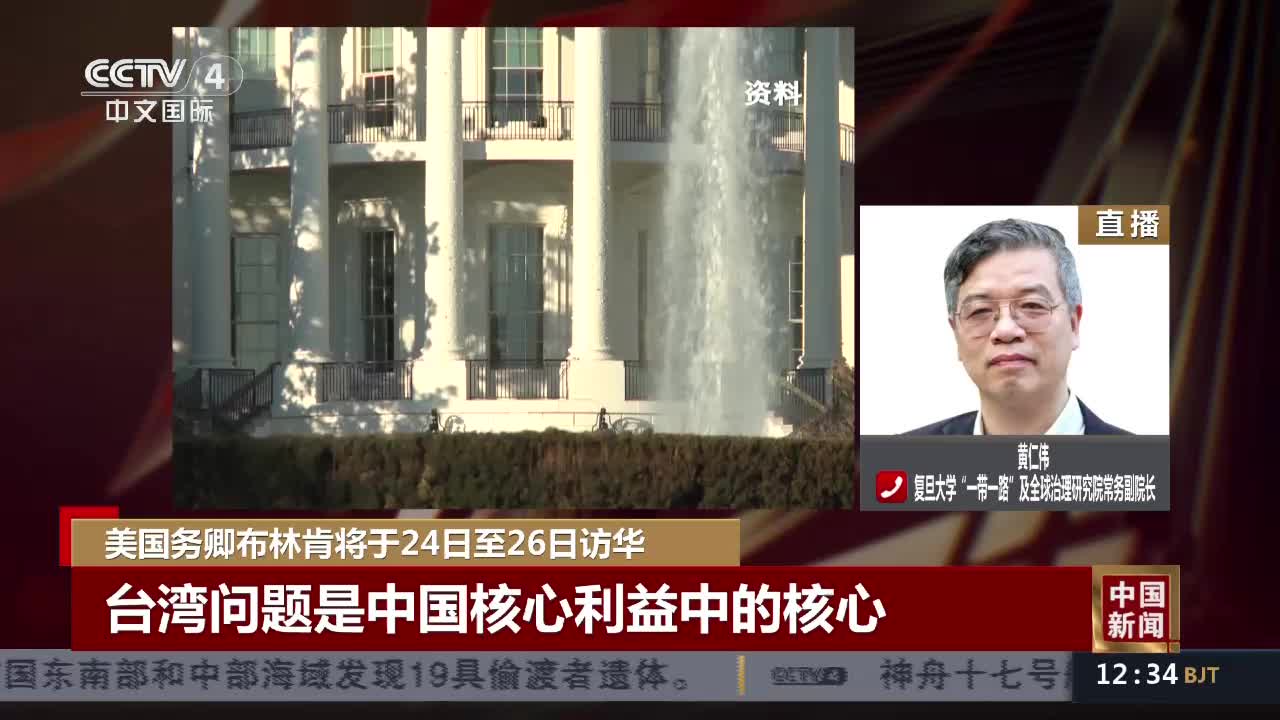 CCTV 4
中文国际
资料
直播
黄仁伟
复旦大学“一带一路”及全球治理研究院常务副院长
美国务卿布林肯将于24日至26日访华
台湾问题是中国核心利益中的核心
中国
新闻
国东南部和中部海域发现19具偷渡者遗体。 CCTV4 神舟十七号
12:34 BJT